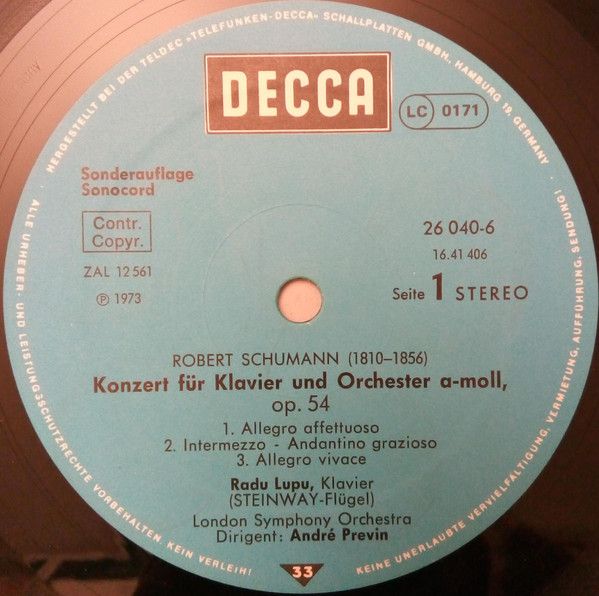 HERGESTELLT BEI DER TELDEC »TELEFUNKEN-DECCA« SCHALLPLATTEN GMBH, HAMBURG 19, GERMANY ·
DECCA
LC 0171
Sonderauflage
Sonocord
Contr.
Copyr.
ZAL 12 561
Ⓟ 1973
26 040-6
16.41 406
Seite 1 STEREO
ROBERT SCHUMANN (1810–1856)
Konzert für Klavier und Orchester a-moll,
op. 54
1. Allegro affettuoso
2. Intermezzo - Andantino grazioso
3. Allegro vivace
Radu Lupu, Klavier
(STEINWAY-Flügel)
London Symphony Orchestra
Dirigent: André Previn
33
· ALLE URHEBER- UND LEISTUNGSSCHUTZRECHTE VORBEHALTEN. KEIN VERLEIH!
KEINE UNERLAUBTE VERVIELFÄLTIGUNG, VERMIETUNG, AUFFÜHRUNG, SENDUNG!